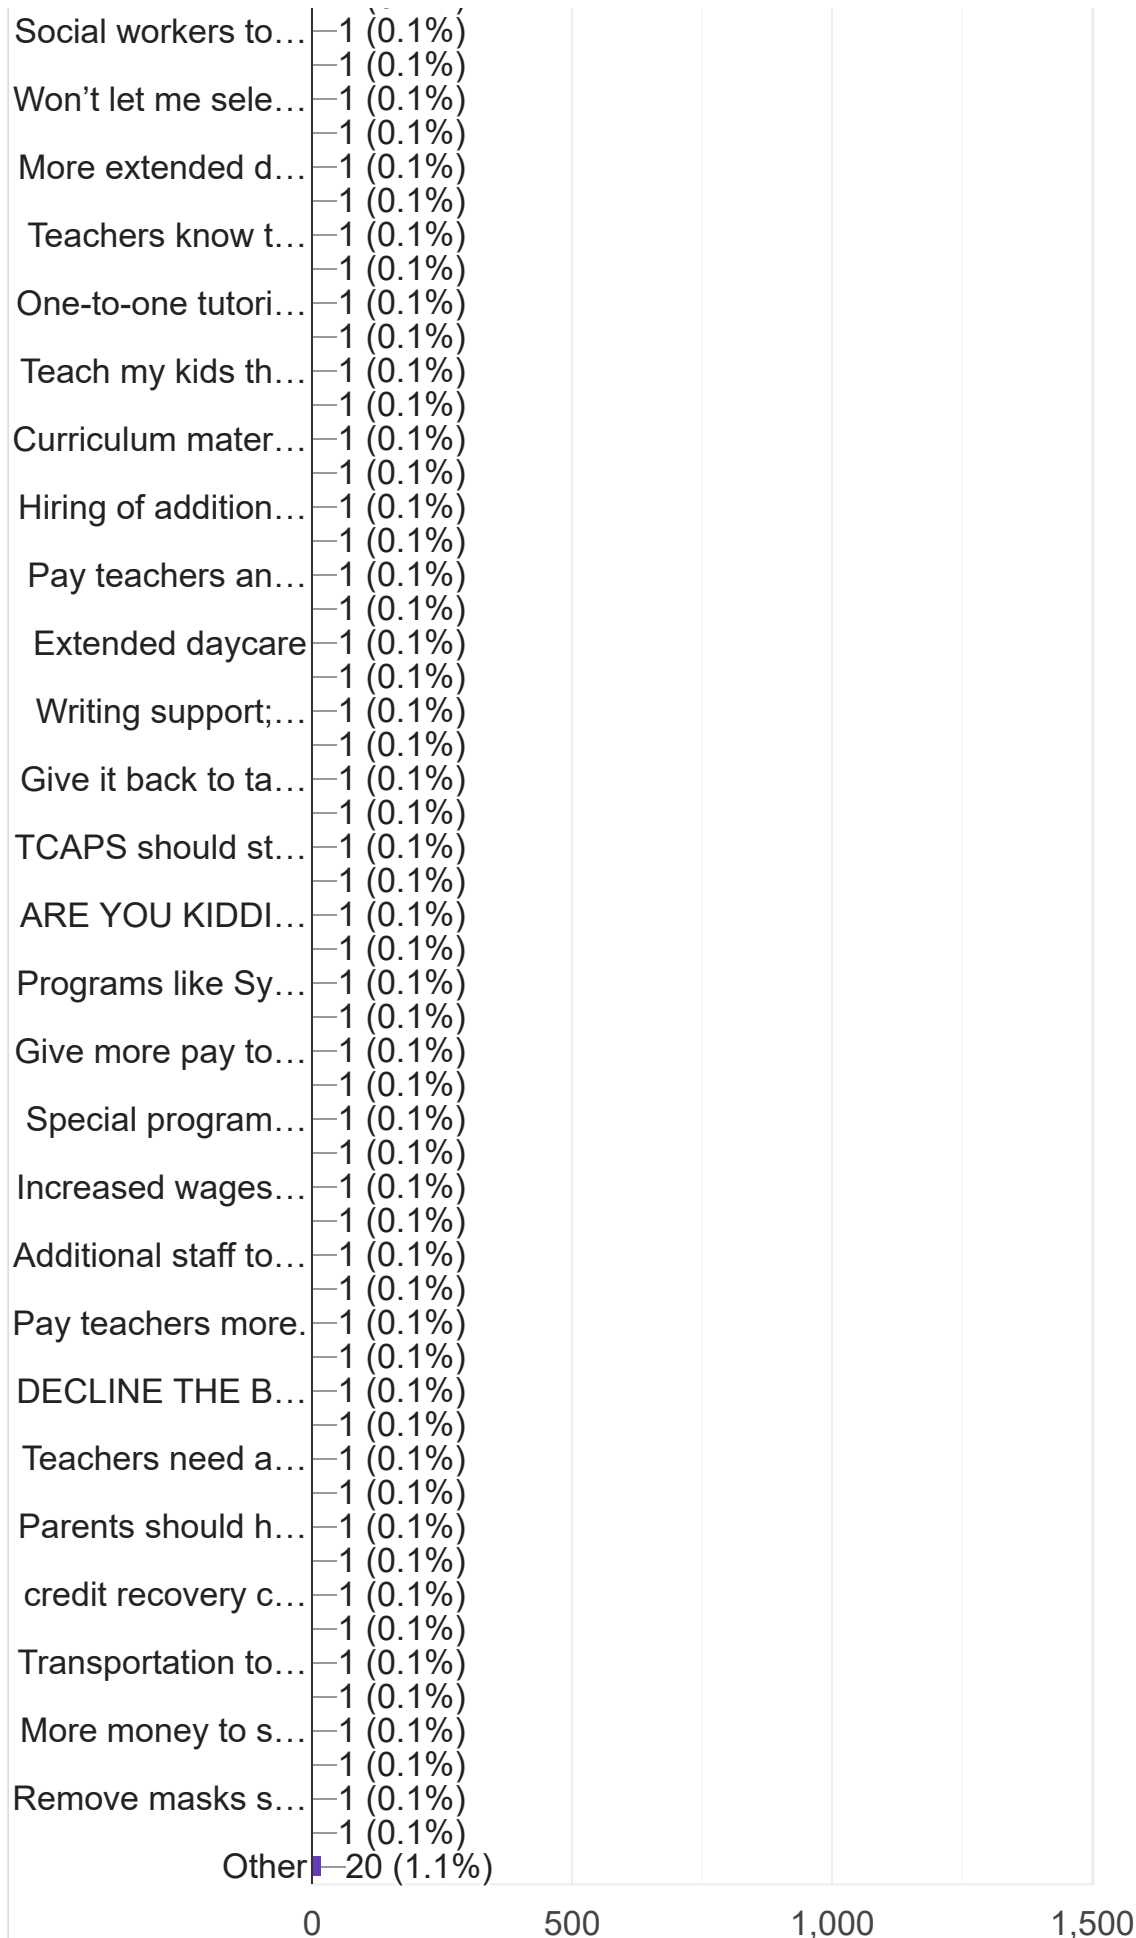 Social workers to… 1 (0.1%)
1 (0.1%)
Won’t let me sele… 1 (0.1%)
1 (0.1%)
More extended d… 1 (0.1%)
1 (0.1%)
Teachers know t… 1 (0.1%)
1 (0.1%)
One-to-one tutori… 1 (0.1%)
1 (0.1%)
Teach my kids th… 1 (0.1%)
1 (0.1%)
Curriculum mater… 1 (0.1%)
1 (0.1%)
Hiring of addition… 1 (0.1%)
1 (0.1%)
Pay teachers an… 1 (0.1%)
1 (0.1%)
Extended daycare 1 (0.1%)
1 (0.1%)
Writing support;… 1 (0.1%)
1 (0.1%)
Give it back to ta… 1 (0.1%)
1 (0.1%)
TCAPS should st… 1 (0.1%)
1 (0.1%)
ARE YOU KIDDI… 1 (0.1%)
1 (0.1%)
Programs like Sy… 1 (0.1%)
1 (0.1%)
Give more pay to… 1 (0.1%)
1 (0.1%)
Special program… 1 (0.1%)
1 (0.1%)
Increased wages… 1 (0.1%)
1 (0.1%)
Additional staff to… 1 (0.1%)
1 (0.1%)
Pay teachers more. 1 (0.1%)
1 (0.1%)
DECLINE THE B… 1 (0.1%)
1 (0.1%)
Teachers need a… 1 (0.1%)
1 (0.1%)
Parents should h… 1 (0.1%)
1 (0.1%)
credit recovery c… 1 (0.1%)
1 (0.1%)
Transportation to… 1 (0.1%)
1 (0.1%)
More money to s… 1 (0.1%)
1 (0.1%)
Remove masks s… 1 (0.1%)
1 (0.1%)
Other 20 (1.1%)
0 500 1,000 1,500